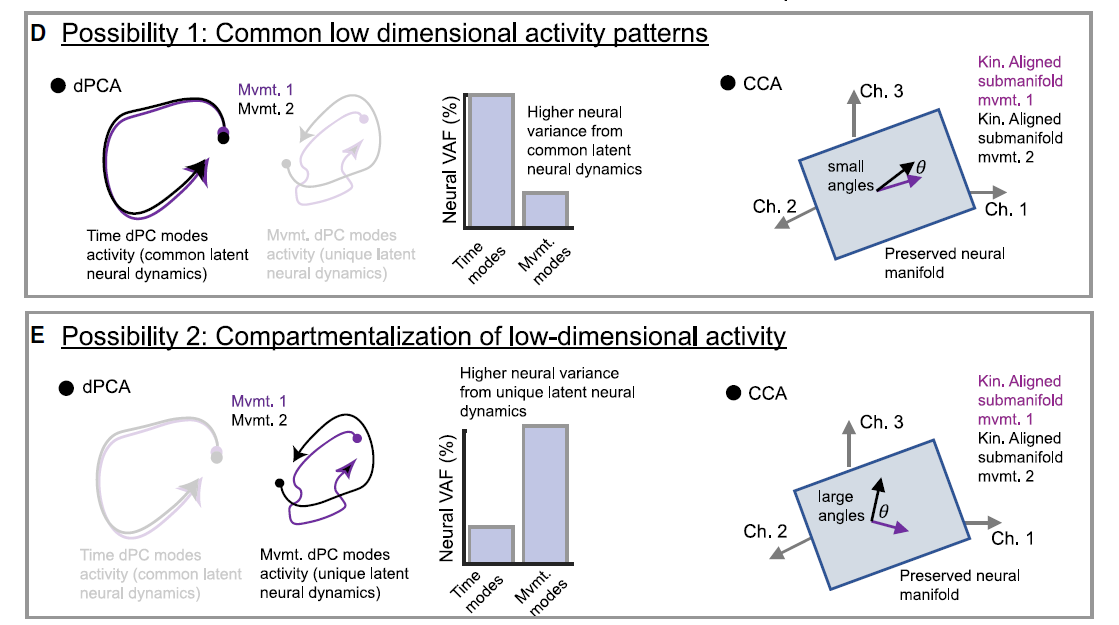 D Possibility 1: Common low dimensional activity patterns
dPCA
Mvmt. 1
Mvmt. 2
Time dPC modes
activity (common latent
neural dynamics)
Mvmt. dPC modes
activity (unique latent
neural dynamics)
Neural VAF (%)
Time
modes
Mvmt.
modes
Higher neural
variance from
common latent
neural dynamics
CCA
Ch. 3
Ch. 2
Ch. 1
small
angles
θ
Kin. Aligned
submanifold
mvmt. 1
Kin. Aligned
submanifold
mvmt. 2
Preserved neural
manifold
E Possibility 2: Compartmentalization of low-dimensional activity
dPCA
Mvmt. 1
Mvmt. 2
Time dPC modes
activity (common latent
neural dynamics)
Mvmt. dPC modes
activity (unique latent
neural dynamics)
Higher neural variance
from unique latent neural
dynamics
Neural VAF (%)
Time
modes
Mvmt.
modes
CCA
Ch. 3
Ch. 2
Ch. 1
large
angles
θ
Kin. Aligned
submanifold
mvmt. 1
Kin. Aligned
submanifold
mvmt. 2
Preserved neural
manifold